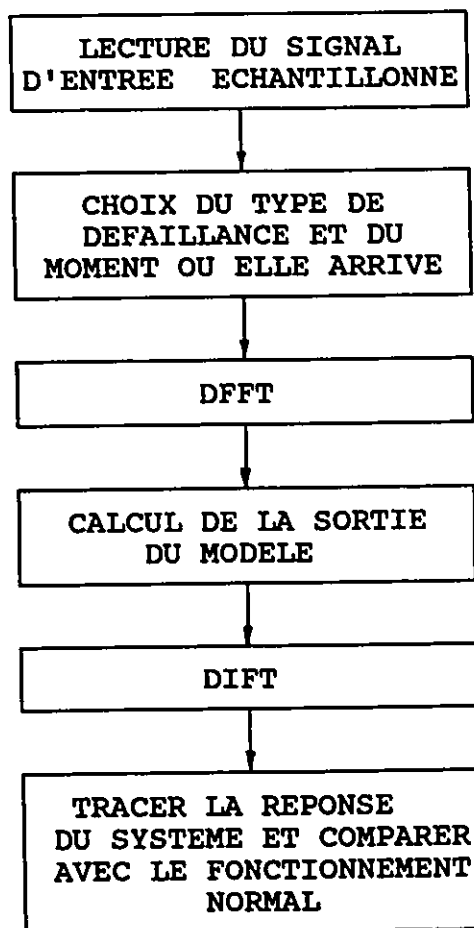 LECTURE DU SIGNAL
D'ENTREE ECHANTILLONNE
CHOIX DU TYPE DE
DEFAILLANCE ET DU
MOMENT OU ELLE ARRIVE
DFFT
CALCUL DE LA SORTIE
DU MODELE
DIFT
TRACER LA REPONSE
DU SYSTEME ET COMPARER
AVEC LE FONCTIONNEMENT
NORMAL